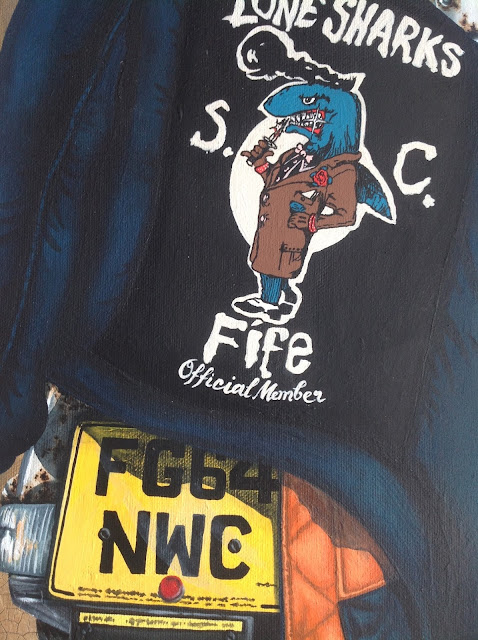 LONE SHARKS
S. C.
Fife
Official Member
FG64
NWC